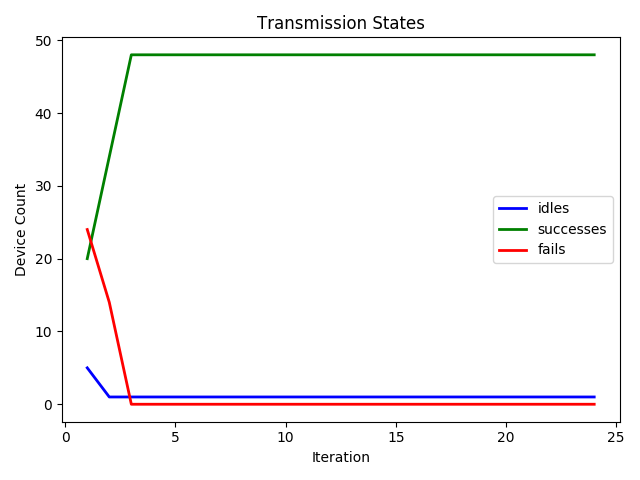 Transmission States
50
40
30
20
10
0
Device Count
idles
successes
fails
0 5 10 15 20 25
Iteration